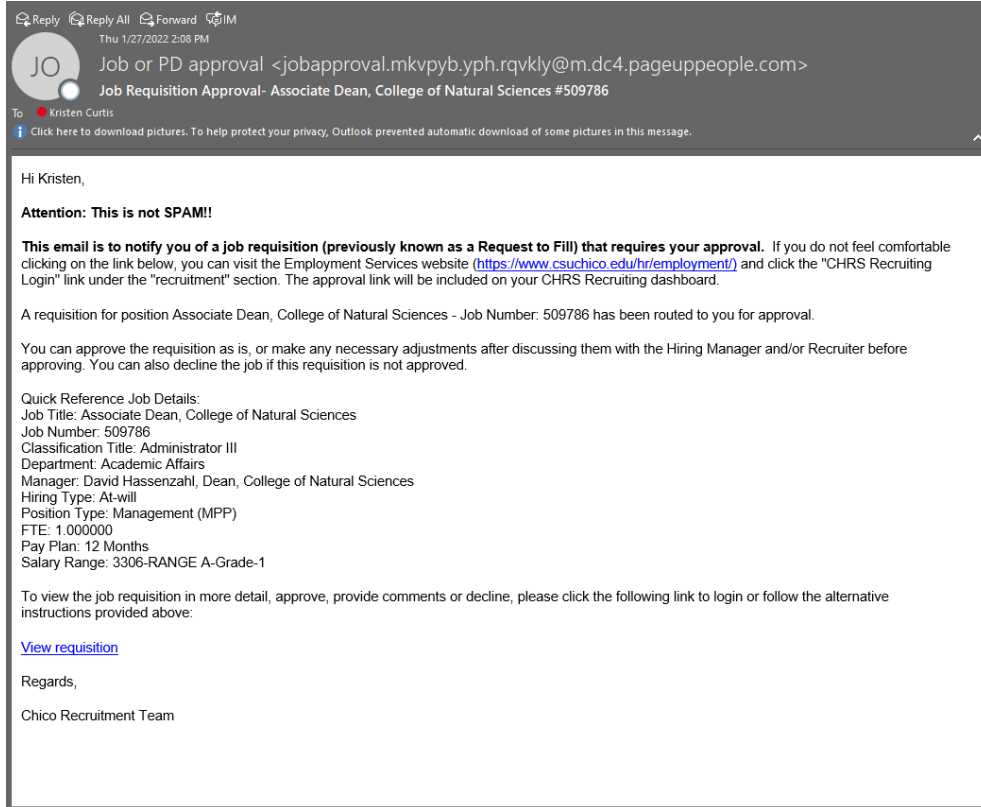 Reply Reply All Forward IM
Thu 1/27/2022 2:08 PM
JO
Job or PD approval <jobapproval.mkvpyb.yph.rqvkly@m.dc4.pageuppeople.com>
Job Requisition Approval- Associate Dean, College of Natural Sciences #509786
To Kristen Curtis
Click here to download pictures. To help protect your privacy, Outlook prevented automatic download of some pictures in this message.
Hi Kristen,
Attention: This is not SPAM!!
This email is to notify you of a job requisition (previously known as a Request to Fill) that requires your approval. If you do not feel comfortable
clicking on the link below, you can visit the Employment Services website (https://www.csuchico.edu/hr/employment/) and click the "CHRS Recruiting
Login" link under the "recruitment" section. The approval link will be included on your CHRS Recruiting dashboard.
A requisition for position Associate Dean, College of Natural Sciences - Job Number: 509786 has been routed to you for approval.
You can approve the requisition as is, or make any necessary adjustments after discussing them with the Hiring Manager and/or Recruiter before
approving. You can also decline the job if this requisition is not approved.
Quick Reference Job Details:
Job Title: Associate Dean, College of Natural Sciences
Job Number: 509786
Classification Title: Administrator III
Department: Academic Affairs
Manager: David Hassenzahl, Dean, College of Natural Sciences
Hiring Type: At-will
Position Type: Management (MPP)
FTE: 1.000000
Pay Plan: 12 Months
Salary Range: 3306-RANGE A-Grade-1
To view the job requisition in more detail, approve, provide comments or decline, please click the following link to login or follow the alternative
instructions provided above:
View requisition
Regards,
Chico Recruitment Team